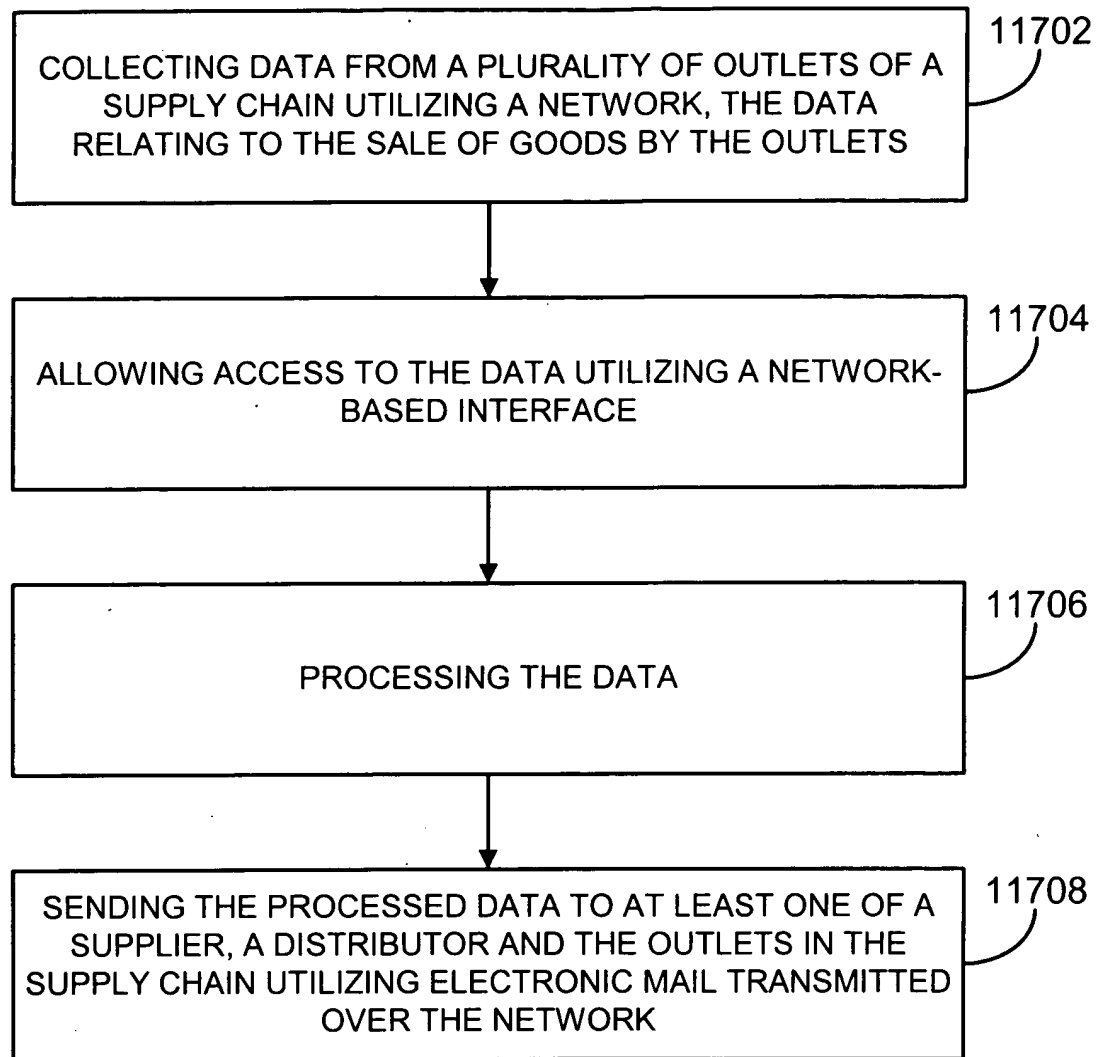 11702
COLLECTING DATA FROM A PLURALITY OF OUTLETS OF A
SUPPLY CHAIN UTILIZING A NETWORK, THE DATA
RELATING TO THE SALE OF GOODS BY THE OUTLETS
11704
ALLOWING ACCESS TO THE DATA UTILIZING A NETWORK-
BASED INTERFACE
11706
PROCESSING THE DATA
11708
SENDING THE PROCESSED DATA TO AT LEAST ONE OF A
SUPPLIER, A DISTRIBUTOR AND THE OUTLETS IN THE
SUPPLY CHAIN UTILIZING ELECTRONIC MAIL TRANSMITTED
OVER THE NETWORK